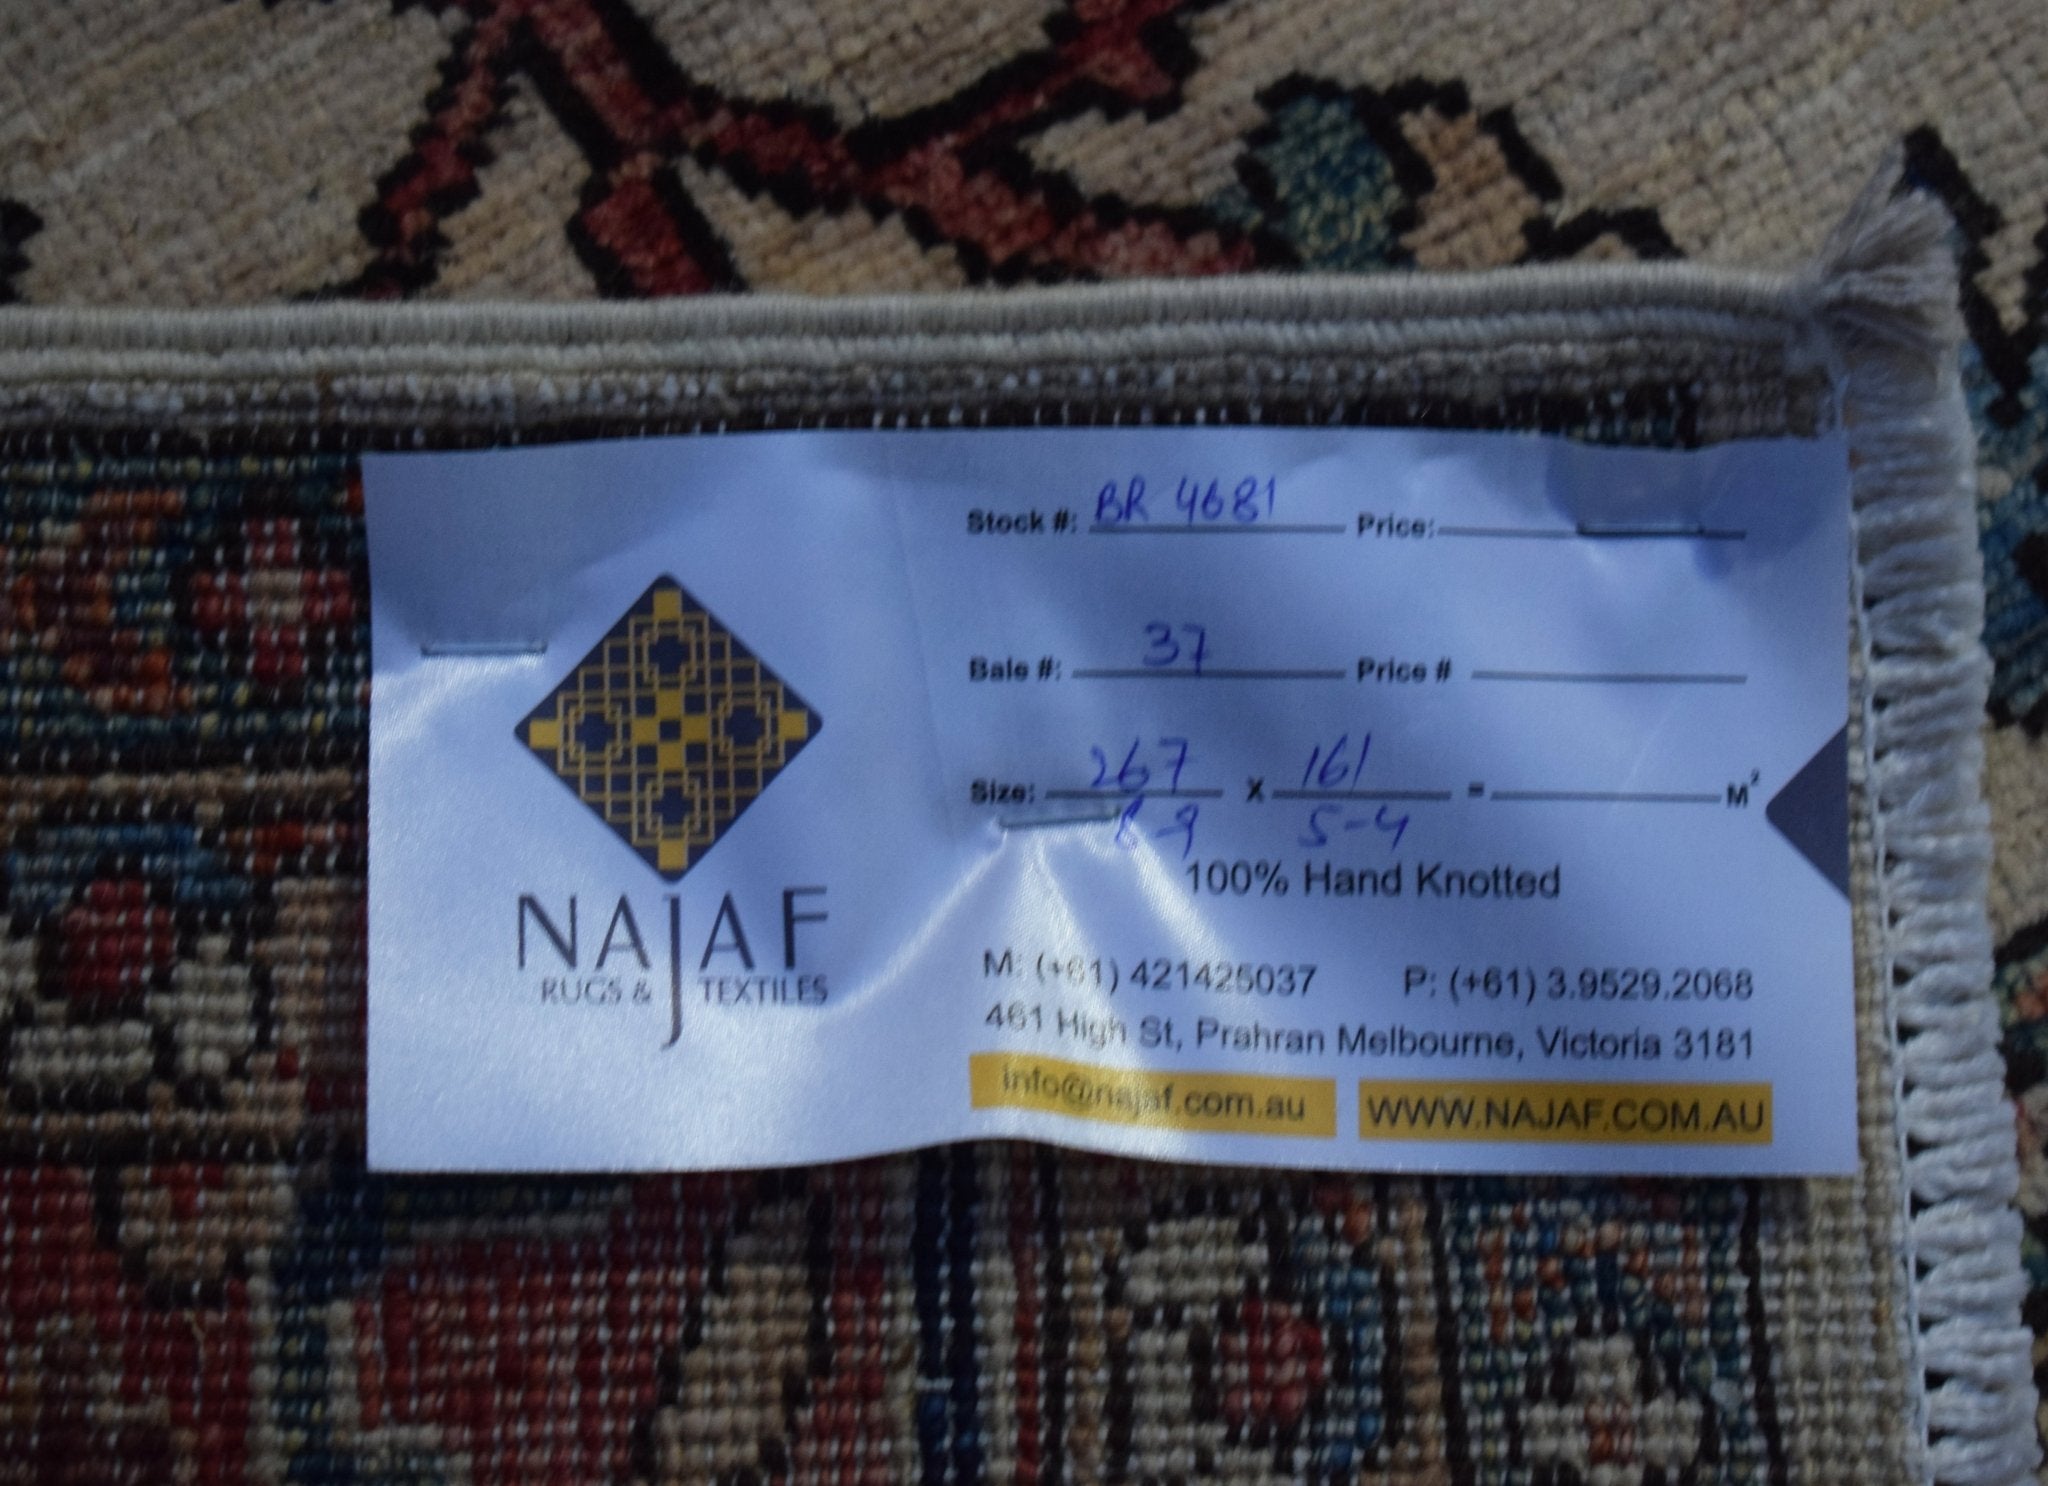 NAJAF
RUGS & TEXTILES
Stock #: BR 4681 Price:
Bale #: 37 Price #
Size: 267 X 161 = M²
8-9 5-4
100% Hand Knotted
M: (+61) 421425037 P: (+61) 3.9529.2068
461 High St, Prahran Melbourne, Victoria 3181
info@najaf.com.au WWW.NAJAF.COM.AU